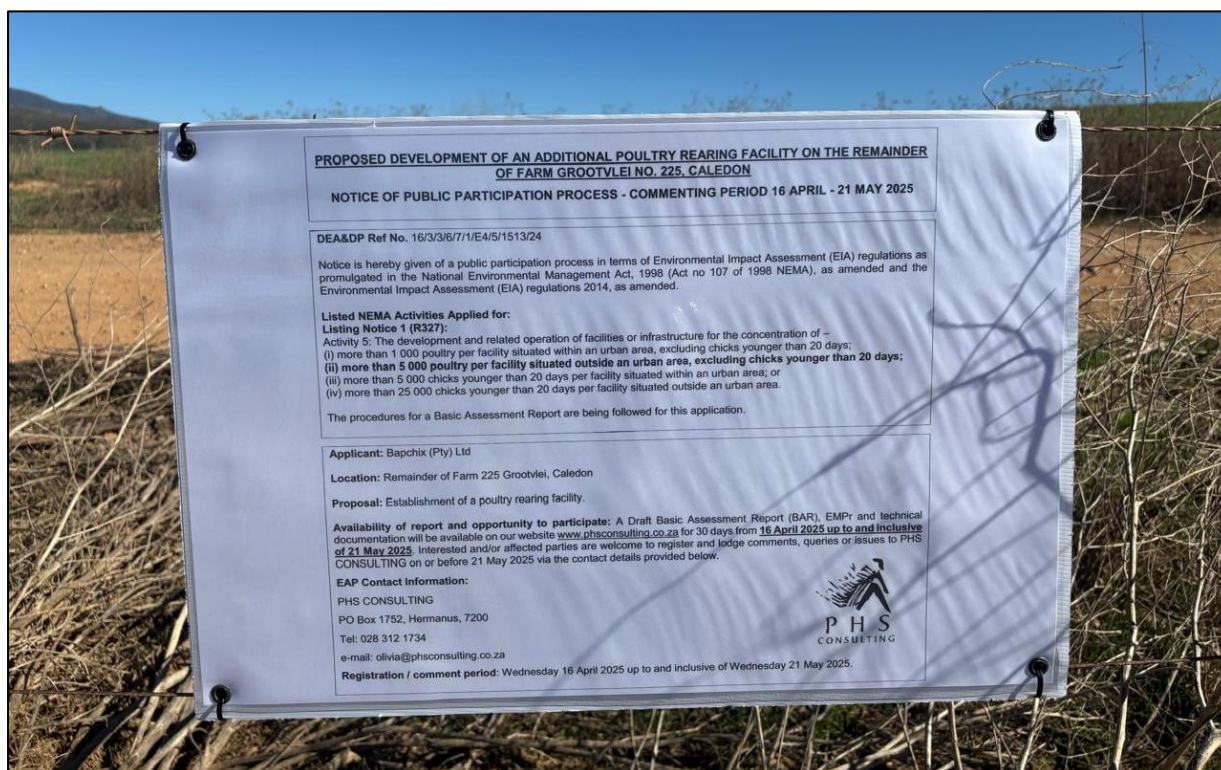 PROPOSED DEVELOPMENT OF AN ADDITIONAL POULTRY REARING FACILITY ON THE REMAINDER
OF FARM GROOTVLEI NO. 225, CALEDON
NOTICE OF PUBLIC PARTICIPATION PROCESS - COMMENTING PERIOD 16 APRIL - 21 MAY 2025
DEA&DP Ref No. 16/3/3/6/7/1/E4/5/1513/24
Notice is hereby given of a public participation process in terms of Environmental Impact Assessment (EIA) regulations as
promulgated in the National Environmental Management Act, 1998 (Act no 107 of 1998 NEMA), as amended and the
Environmental Impact Assessment (EIA) regulations 2014, as amended.
Listed NEMA Activities Applied for:
Listing Notice 1 (R327):
Activity 5: The development and related operation of facilities or infrastructure for the concentration of –
(i) more than 1 000 poultry per facility situated within an urban area, excluding chicks younger than 20 days;
(ii) more than 5 000 poultry per facility situated outside an urban area, excluding chicks younger than 20 days;
(iii) more than 5 000 chicks younger than 20 days per facility situated within an urban area; or
(iv) more than 25 000 chicks younger than 20 days per facility situated outside an urban area.
The procedures for a Basic Assessment Report are being followed for this application.
Applicant: Bapchix (Pty) Ltd
Location: Remainder of Farm 225 Grootvlei, Caledon
Proposal: Establishment of a poultry rearing facility.
Availability of report and opportunity to participate: A Draft Basic Assessment Report (BAR), EMPr and technical
documentation will be available on our website www.phsconsulting.co.za for 30 days from 16 April 2025 up to and inclusive
of 21 May 2025. Interested and/or affected parties are welcome to register and lodge comments, queries or issues to PHS
CONSULTING on or before 21 May 2025 via the contact details provided below.
EAP Contact Information:
PHS CONSULTING
PO Box 1752, Hermanus, 7200
Tel: 028 312 1734
e-mail: olivia@phsconsulting.co.za
Registration / comment period: Wednesday 16 April 2025 up to and inclusive of Wednesday 21 May 2025.
PHS
CONSULTING